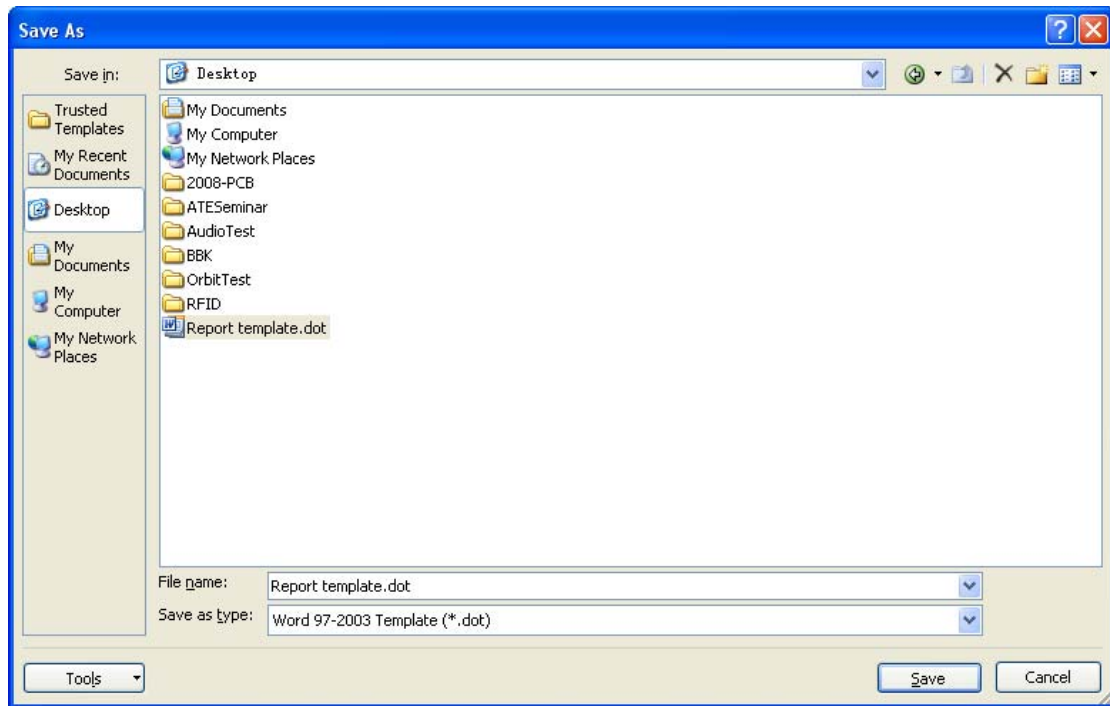 Save As
Save in:
Desktop
Trusted
Templates
My Recent
Documents
Desktop
My
Documents
My
Computer
My Network
Places
My Documents
My Computer
My Network Places
2008-PCB
ATESeminar
AudioTest
BBK
OrbitTest
RFID
Report template.dot
File name:
Report template.dot
Save as type:
Word 97-2003 Template (*.dot)
Tools
Save
Cancel